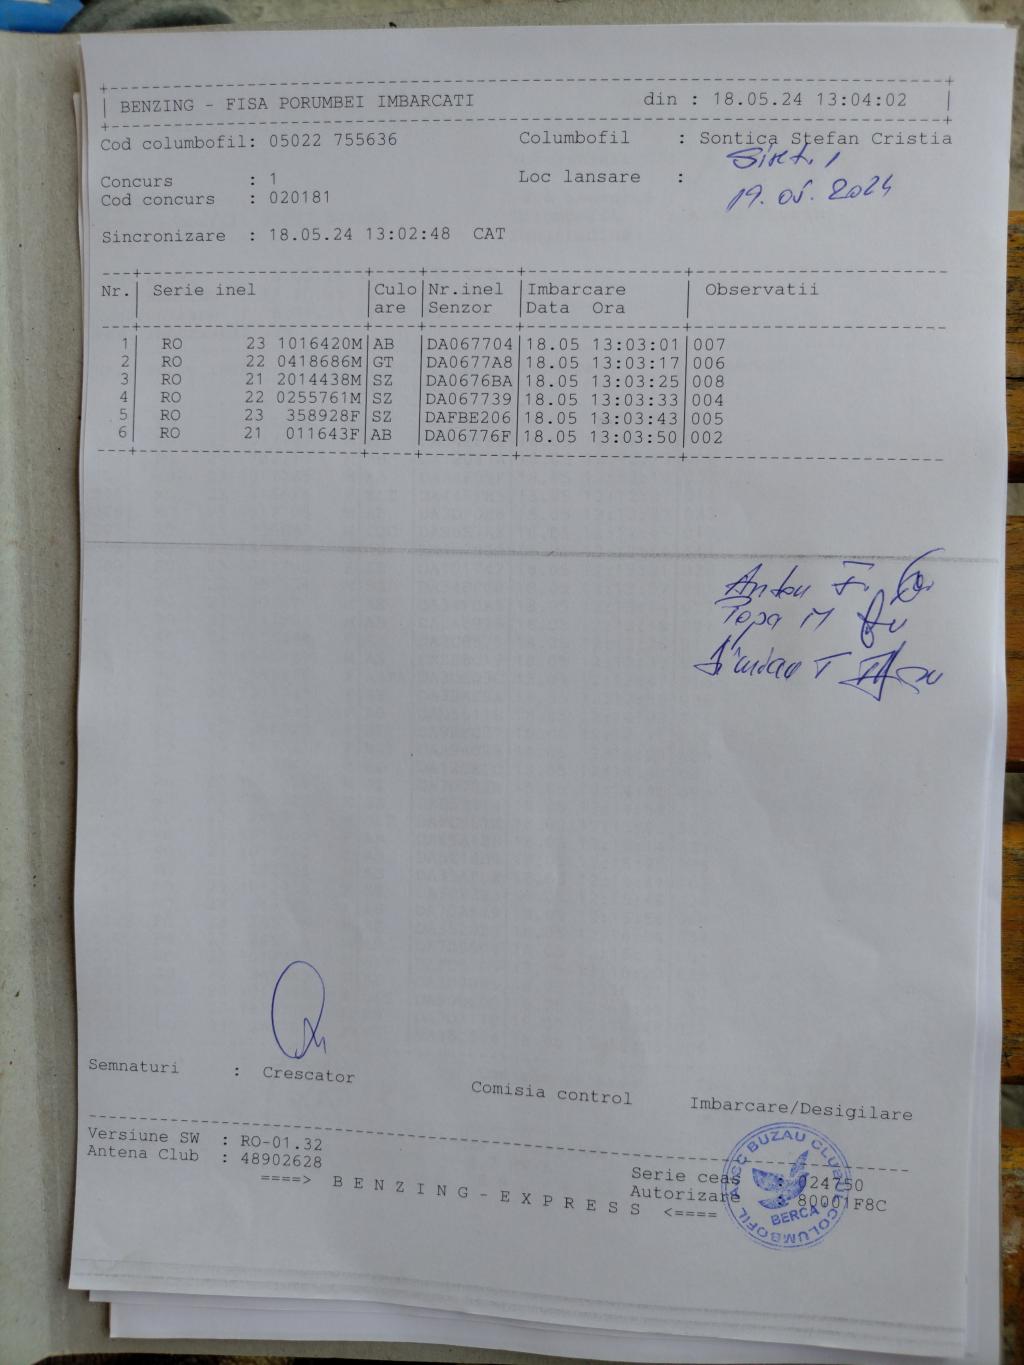 BENZING - FISA PORUMBEI IMBARCATI din : 18.05.24 13:04:02
Cod columbofil: 05022 755636 Columbofil : Sontica Stefan Cristia
Siret. 1
Concurs : 1 Loc lansare :
19. 05. 2024
Cod concurs : 020181
Sincronizare : 18.05.24 13:02:48 CAT
Nr. Serie inel Culo Nr.inel Imbarcare Observatii
are Senzor Data Ora
1 RO 23 1016420M AB DA067704 18.05 13:03:01 007
2 RO 22 0418686M GT DA0677A8 18.05 13:03:17 006
3 RO 21 2014438M SZ DA0676BA 18.05 13:03:25 008
4 RO 22 0255761M SZ DA067739 18.05 13:03:33 004
5 RO 23 358928F SZ DAFBE206 18.05 13:03:43 005
6 RO 21 011643F AB DA06776F 18.05 13:03:50 002
Anton F.
Popa M
Semnaturi : Crescator Comisia control Imbarcare/Desigilare
Versiune SW : RO-01.32 Serie ceas : 024750
Antena Club : 48902628 Autorizare : 80001F8C
====> B E N Z I N G - E X P R E S S <====
BUZAU CLUB COLUMBOFIL
BERCA